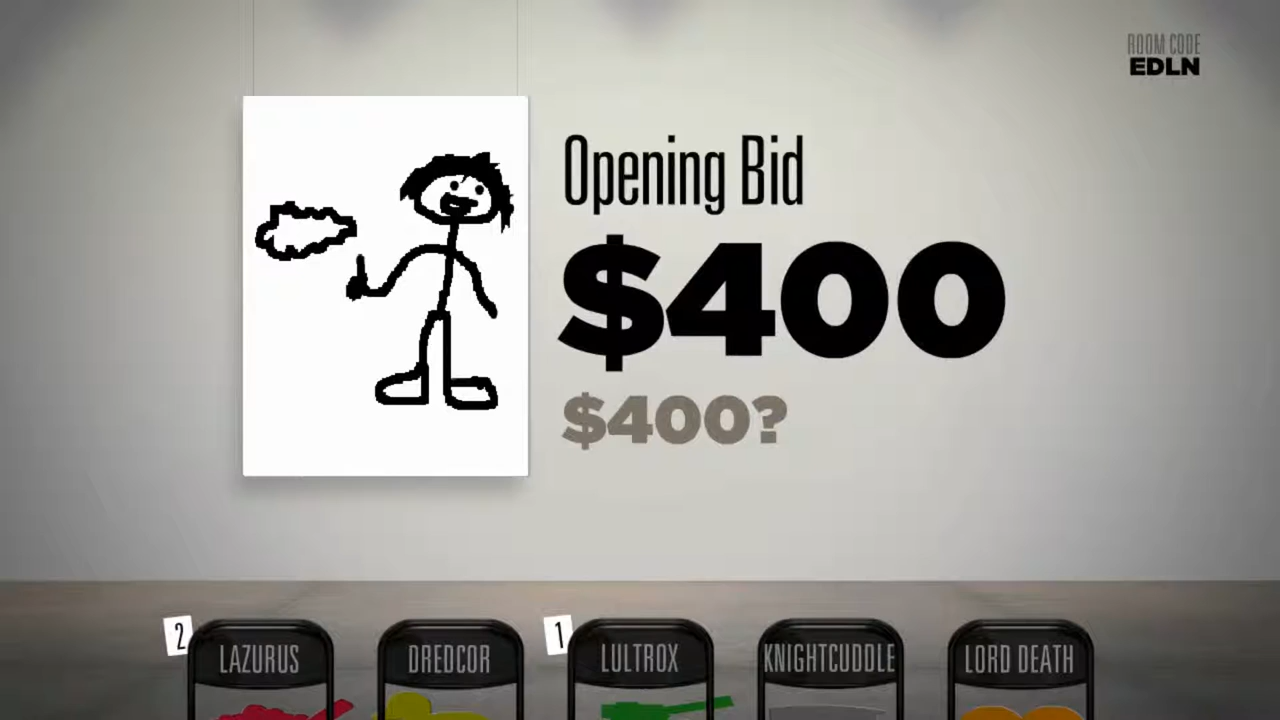 ROOM CODE
EDLN
Opening Bid
$400
$400?
2
1
LAZURUS
DREDCOR
LULTROX
KNIGHTCUDDLE
LORD DEATH